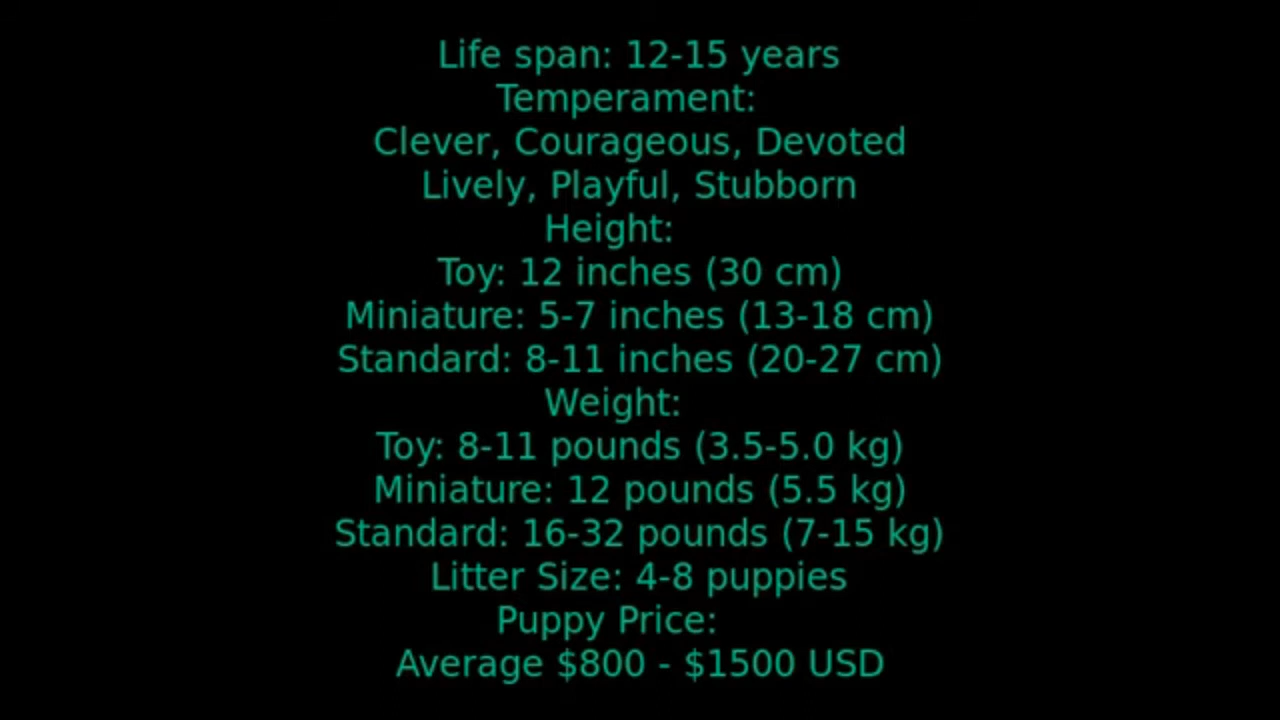 Life span: 12-15 years
Temperament:
Clever, Courageous, Devoted
Lively, Playful, Stubborn
Height:
Toy: 12 inches (30 cm)
Miniature: 5-7 inches (13-18 cm)
Standard: 8-11 inches (20-27 cm)
Weight:
Toy: 8-11 pounds (3.5-5.0 kg)
Miniature: 12 pounds (5.5 kg)
Standard: 16-32 pounds (7-15 kg)
Litter Size: 4-8 puppies
Puppy Price:
Average $800 - $1500 USD